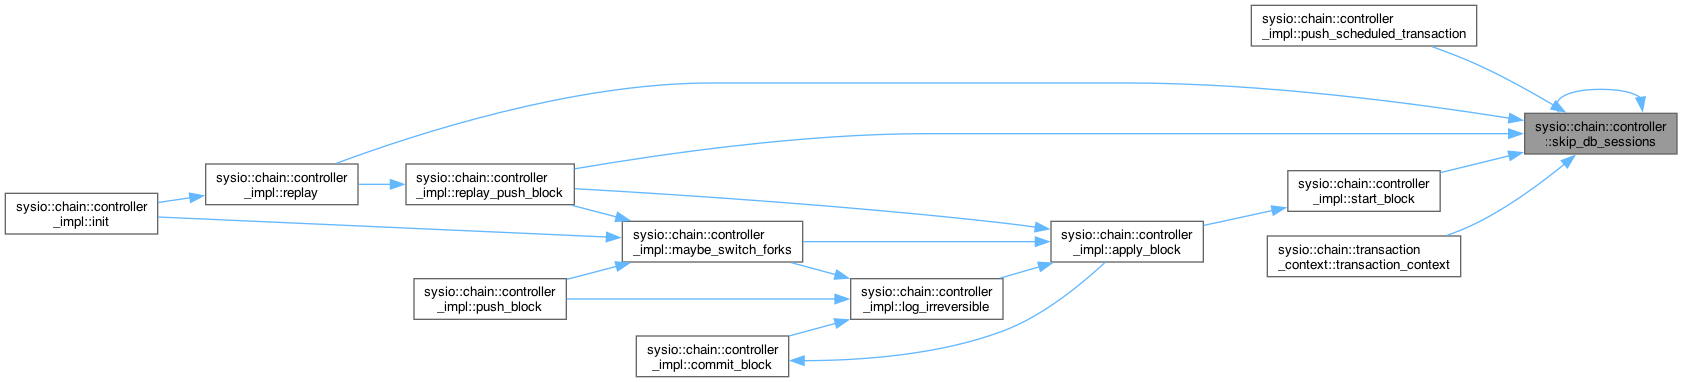 sysio::chain::controller
_impl::push_scheduled_transaction
sysio::chain::controller
::skip_db_sessions
sysio::chain::controller
_impl::replay
sysio::chain::controller
_impl::replay_push_block
sysio::chain::controller
_impl::start_block
sysio::chain::controller
_impl::init
sysio::chain::controller
_impl::maybe_switch_forks
sysio::chain::controller
_impl::apply_block
sysio::chain::transaction
_context::transaction_context
sysio::chain::controller
_impl::push_block
sysio::chain::controller
_impl::log_irreversible
sysio::chain::controller
_impl::commit_block